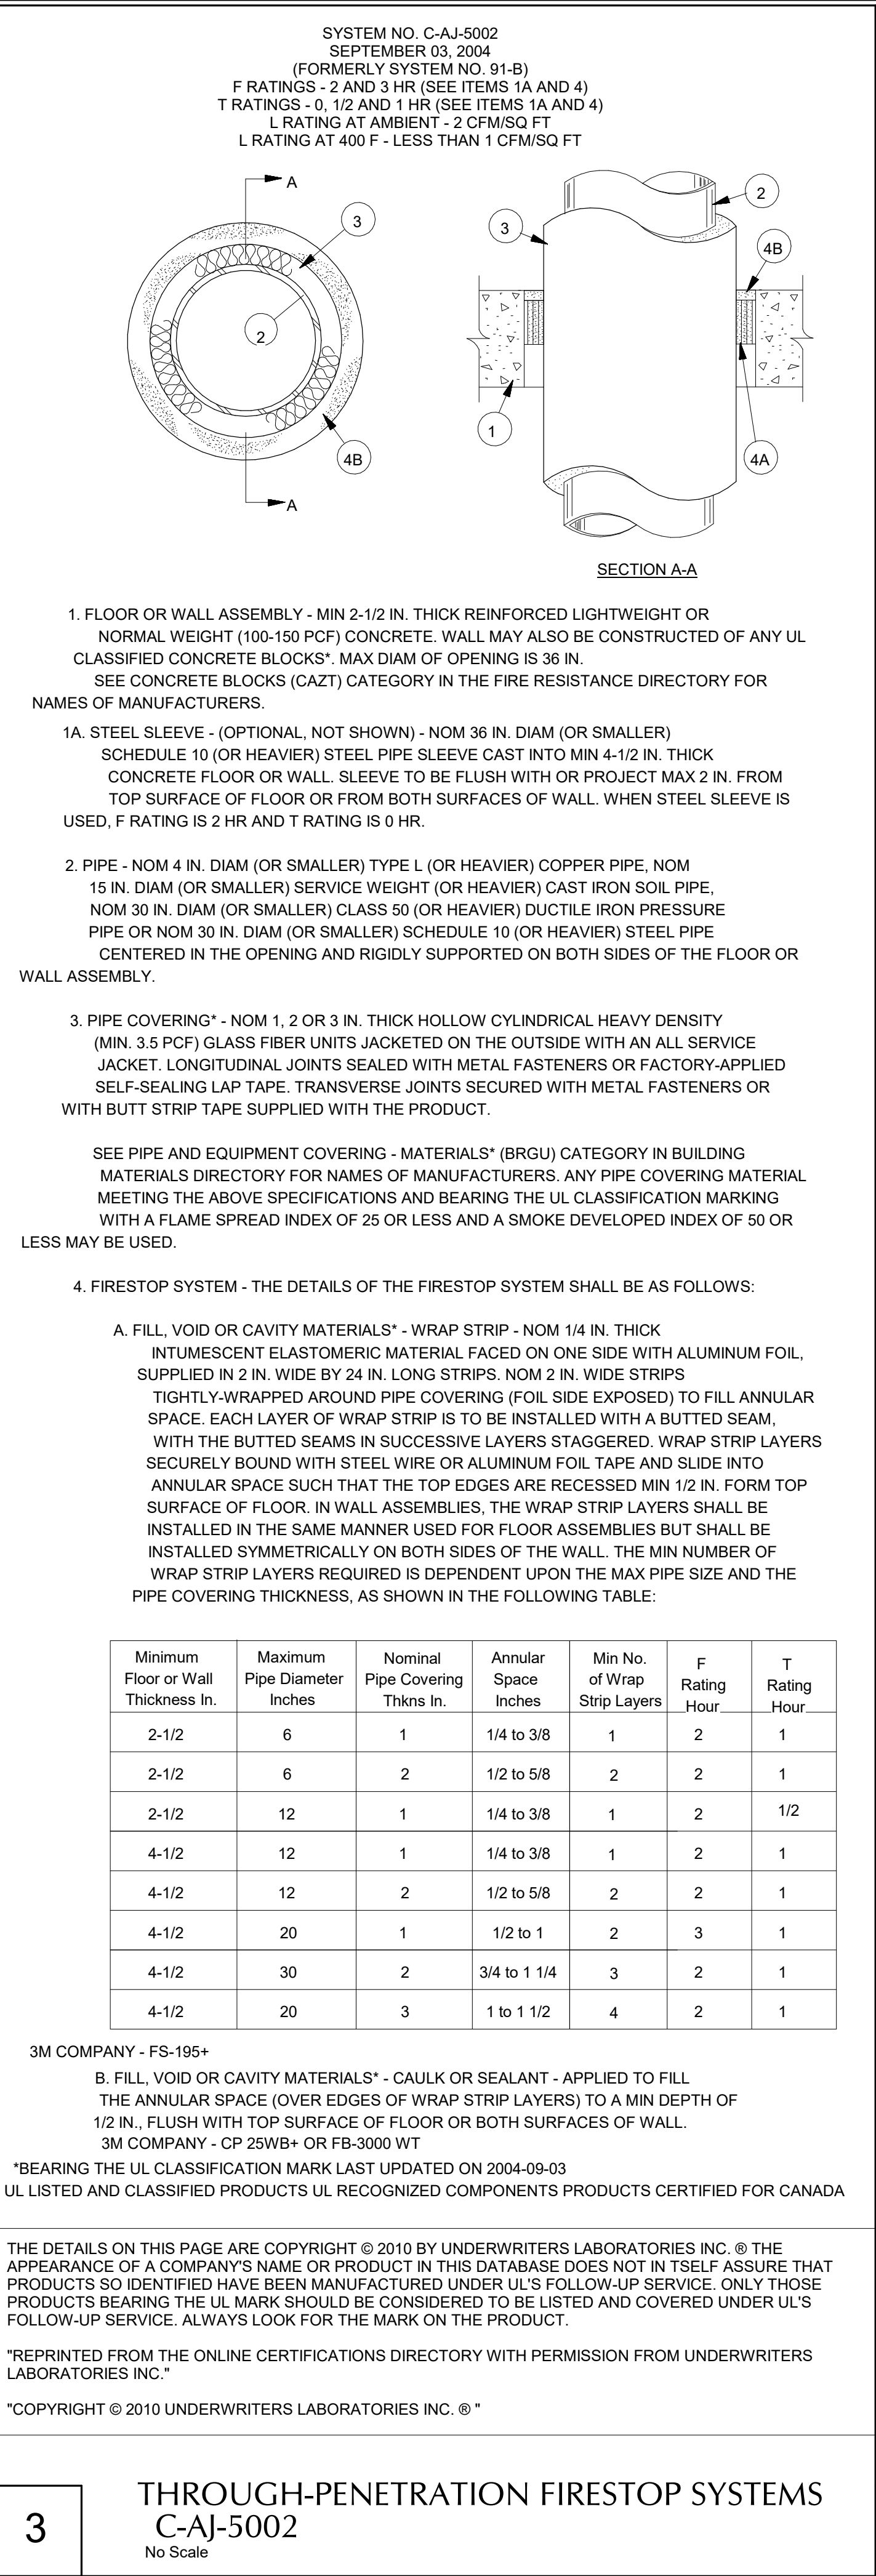 SYSTEM NO. C-AJ-5002
SEPTEMBER 03, 2004
(FORMERLY SYSTEM NO. 91-B)
F RATINGS - 2 AND 3 HR (SEE ITEMS 1A AND 4)
T RATINGS - 0, 1/2 AND 1 HR (SEE ITEMS 1A AND 4)
L RATING AT AMBIENT - 2 CFM/SQ FT
L RATING AT 400 F - LESS THAN 1 CFM/SQ FT
A
3
2
4B
A
2
3
4B
1
4A
SECTION A-A
1. FLOOR OR WALL ASSEMBLY - MIN 2-1/2 IN. THICK REINFORCED LIGHTWEIGHT OR
NORMAL WEIGHT (100-150 PCF) CONCRETE. WALL MAY ALSO BE CONSTRUCTED OF ANY UL
CLASSIFIED CONCRETE BLOCKS*. MAX DIAM OF OPENING IS 36 IN.
SEE CONCRETE BLOCKS (CAZT) CATEGORY IN THE FIRE RESISTANCE DIRECTORY FOR
NAMES OF MANUFACTURERS.
1A. STEEL SLEEVE - (OPTIONAL, NOT SHOWN) - NOM 36 IN. DIAM (OR SMALLER)
SCHEDULE 10 (OR HEAVIER) STEEL PIPE SLEEVE CAST INTO MIN 4-1/2 IN. THICK
CONCRETE FLOOR OR WALL. SLEEVE TO BE FLUSH WITH OR PROJECT MAX 2 IN. FROM
TOP SURFACE OF FLOOR OR FROM BOTH SURFACES OF WALL. WHEN STEEL SLEEVE IS
USED, F RATING IS 2 HR AND T RATING IS 0 HR.
2. PIPE - NOM 4 IN. DIAM (OR SMALLER) TYPE L (OR HEAVIER) COPPER PIPE, NOM
15 IN. DIAM (OR SMALLER) SERVICE WEIGHT (OR HEAVIER) CAST IRON SOIL PIPE,
NOM 30 IN. DIAM (OR SMALLER) CLASS 50 (OR HEAVIER) DUCTILE IRON PRESSURE
PIPE OR NOM 30 IN. DIAM (OR SMALLER) SCHEDULE 10 (OR HEAVIER) STEEL PIPE
CENTERED IN THE OPENING AND RIGIDLY SUPPORTED ON BOTH SIDES OF THE FLOOR OR
WALL ASSEMBLY.
3. PIPE COVERING* - NOM 1, 2 OR 3 IN. THICK HOLLOW CYLINDRICAL HEAVY DENSITY
(MIN. 3.5 PCF) GLASS FIBER UNITS JACKETED ON THE OUTSIDE WITH AN ALL SERVICE
JACKET. LONGITUDINAL JOINTS SEALED WITH METAL FASTENERS OR FACTORY-APPLIED
SELF-SEALING LAP TAPE. TRANSVERSE JOINTS SECURED WITH METAL FASTENERS OR
WITH BUTT STRIP TAPE SUPPLIED WITH THE PRODUCT.
SEE PIPE AND EQUIPMENT COVERING - MATERIALS* (BRGU) CATEGORY IN BUILDING
MATERIALS DIRECTORY FOR NAMES OF MANUFACTURERS. ANY PIPE COVERING MATERIAL
MEETING THE ABOVE SPECIFICATIONS AND BEARING THE UL CLASSIFICATION MARKING
WITH A FLAME SPREAD INDEX OF 25 OR LESS AND A SMOKE DEVELOPED INDEX OF 50 OR
LESS MAY BE USED.
4. FIRESTOP SYSTEM - THE DETAILS OF THE FIRESTOP SYSTEM SHALL BE AS FOLLOWS:
A. FILL, VOID OR CAVITY MATERIALS* - WRAP STRIP - NOM 1/4 IN. THICK
INTUMESCENT ELASTOMERIC MATERIAL FACED ON ONE SIDE WITH ALUMINUM FOIL,
SUPPLIED IN 2 IN. WIDE BY 24 IN. LONG STRIPS. NOM 2 IN. WIDE STRIPS
TIGHTLY-WRAPPED AROUND PIPE COVERING (FOIL SIDE EXPOSED) TO FILL ANNULAR
SPACE. EACH LAYER OF WRAP STRIP IS TO BE INSTALLED WITH A BUTTED SEAM,
WITH THE BUTTED SEAMS IN SUCCESSIVE LAYERS STAGGERED. WRAP STRIP LAYERS
SECURELY BOUND WITH STEEL WIRE OR ALUMINUM FOIL TAPE AND SLIDE INTO
ANNULAR SPACE SUCH THAT THE TOP EDGES ARE RECESSED MIN 1/2 IN. FORM TOP
SURFACE OF FLOOR. IN WALL ASSEMBLIES, THE WRAP STRIP LAYERS SHALL BE
INSTALLED IN THE SAME MANNER USED FOR FLOOR ASSEMBLIES BUT SHALL BE
INSTALLED SYMMETRICALLY ON BOTH SIDES OF THE WALL. THE MIN NUMBER OF
WRAP STRIP LAYERS REQUIRED IS DEPENDENT UPON THE MAX PIPE SIZE AND THE
PIPE COVERING THICKNESS, AS SHOWN IN THE FOLLOWING TABLE:
Minimum Floor or Wall Thickness In. Maximum Pipe Diameter Inches Nominal Pipe Covering Thkns In. Annular Space Inches Min No. of Wrap Strip Layers F Rating Hour T Rating Hour
2-1/2 6 1 1/4 to 3/8 1 2 1
2-1/2 6 2 1/2 to 5/8 2 2 1
2-1/2 12 1 1/4 to 3/8 1 2 1/2
4-1/2 12 1 1/4 to 3/8 1 2 1
4-1/2 12 2 1/2 to 5/8 2 2 1
4-1/2 20 1 1/2 to 1 2 3 1
4-1/2 30 2 3/4 to 1 1/4 3 2 1
4-1/2 20 3 1 to 1 1/2 4 2 1
3M COMPANY - FS-195+
B. FILL, VOID OR CAVITY MATERIALS* - CAULK OR SEALANT - APPLIED TO FILL
THE ANNULAR SPACE (OVER EDGES OF WRAP STRIP LAYERS) TO A MIN DEPTH OF
1/2 IN., FLUSH WITH TOP SURFACE OF FLOOR OR BOTH SURFACES OF WALL.
3M COMPANY - CP 25WB+ OR FB-3000 WT
*BEARING THE UL CLASSIFICATION MARK LAST UPDATED ON 2004-09-03
UL LISTED AND CLASSIFIED PRODUCTS UL RECOGNIZED COMPONENTS PRODUCTS CERTIFIED FOR CANADA
THE DETAILS ON THIS PAGE ARE COPYRIGHT © 2010 BY UNDERWRITERS LABORATORIES INC. ® THE
APPEARANCE OF A COMPANY'S NAME OR PRODUCT IN THIS DATABASE DOES NOT IN TSELF ASSURE THAT
PRODUCTS SO IDENTIFIED HAVE BEEN MANUFACTURED UNDER UL'S FOLLOW-UP SERVICE. ONLY THOSE
PRODUCTS BEARING THE UL MARK SHOULD BE CONSIDERED TO BE LISTED AND COVERED UNDER UL'S
FOLLOW-UP SERVICE. ALWAYS LOOK FOR THE MARK ON THE PRODUCT.
"REPRINTED FROM THE ONLINE CERTIFICATIONS DIRECTORY WITH PERMISSION FROM UNDERWRITERS
LABORATORIES INC."
"COPYRIGHT © 2010 UNDERWRITERS LABORATORIES INC. ® "
3
THROUGH-PENETRATION FIRESTOP SYSTEMS
C-AJ-5002
No Scale